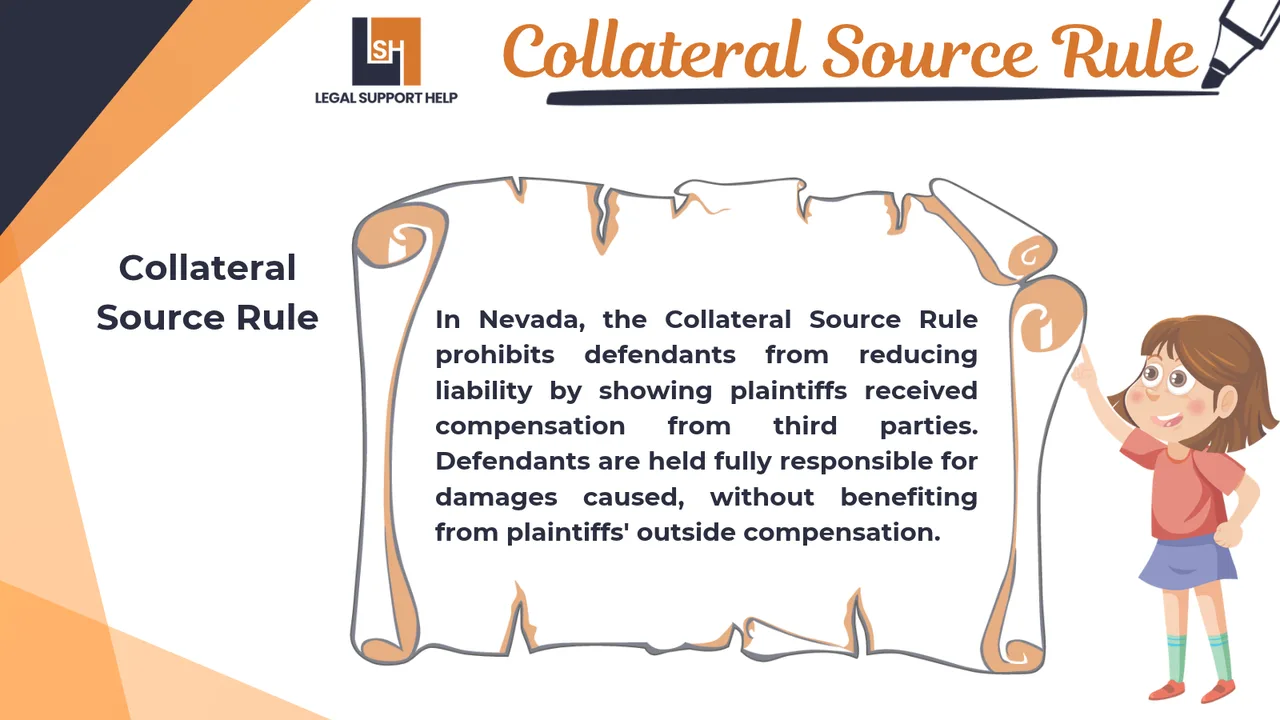 LSH
LEGAL SUPPORT HELP
Collateral Source Rule
Collateral
Source Rule
In Nevada, the Collateral Source Rule
prohibits defendants from reducing
liability by showing plaintiffs received
compensation from third parties.
Defendants are held fully responsible for
damages caused, without benefiting
from plaintiffs' outside compensation.